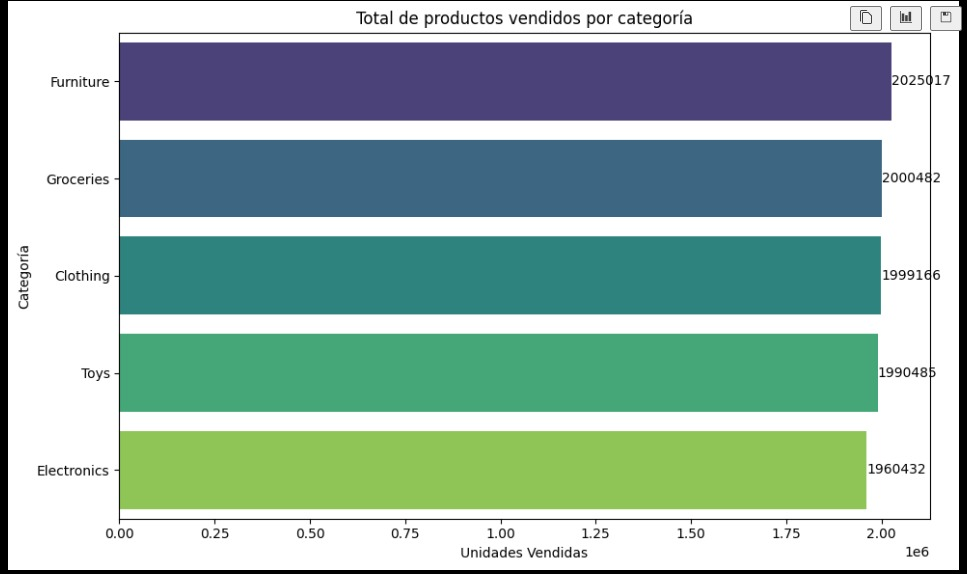 Total de productos vendidos por categoría
Furniture 2025017
Groceries 2000482
Categoría
Clothing 1999166
Toys 1990485
Electronics 1960432
0.00 0.25 0.50 0.75 1.00 1.25 1.50 1.75 2.00
Unidades Vendidas
1e6